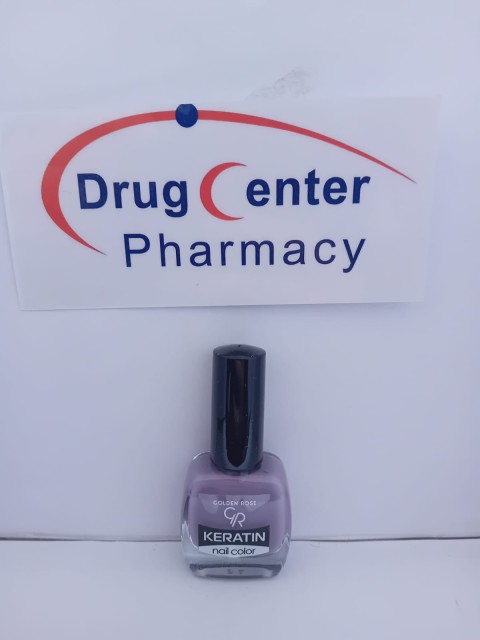 Drug Center
Pharmacy
GOLDEN ROSE
GR
KERATIN
nail color